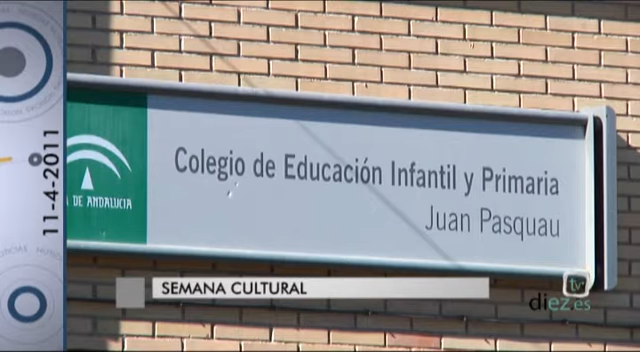 11-4-2011
DE ANDALUCIA
Colegio de Educación Infantil y Primaria
Juan Pasquau
SEMANA CULTURAL
tv
diez.es